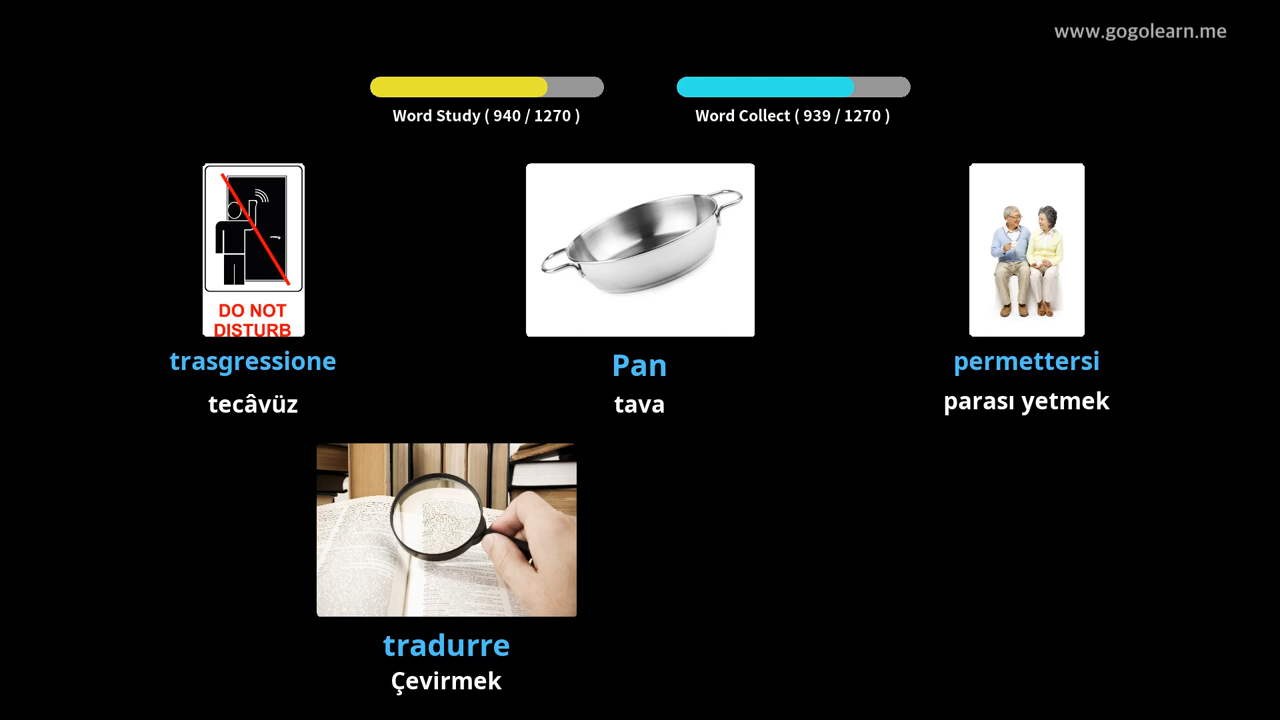 www.gogolearn.me
Word Study ( 940 / 1270 )
Word Collect ( 939 / 1270 )
DO NOT
DISTURB
trasgressione
tecâvüz
Pan
tava
permettersi
parası yetmek
tradurre
Çevirmek